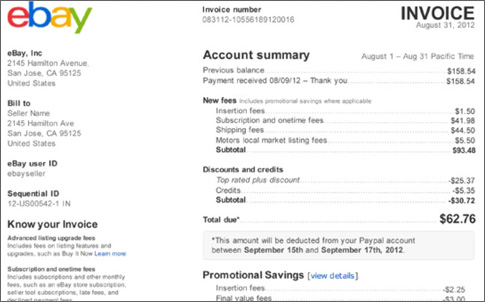 ebay
Invoice number
083112-10556189120016
INVOICE
August 31, 2012
eBay, Inc
2145 Hamilton Avenue.
San Jose, CA 95125
United States
Bill to
Seller Name
2145 Hamilton Ave
San Jose, CA 95125
United States
eBay user ID
ebayseller
Sequential ID
12-US00542-1 IN
Know your Invoice
Advanced listing upgrade fees
Includes fees on listing features and
upgrades, such as Buy It Now Learn more
Subscription and onetime fees
Includes subscriptions and other monthly
fees, such as an eBay store subscription,
seller tool subscriptions, late fees, and
declined payment fees
Account summary August 1 – Aug 31 Pacific Time
Previous balance $158.54
Payment received 08/09/12 – Thank you $158.54
New fees Includes promotional savings where applicable
Insertion fees $1.50
Subscription and onetime fees $41.98
Shipping fees $44.50
Motors local market listing fees $5.50
Subtotal $93.48
Discounts and credits
Top rated plus discount -$25.37
Credits -$5.35
Subtotal -$30.72
Total due* $62.76
*This amount will be deducted from your Paypal account
between September 15th and September 17th, 2012.
Promotional Savings [view details]
Insertion fees -$2.25
Final value fees -$3.00